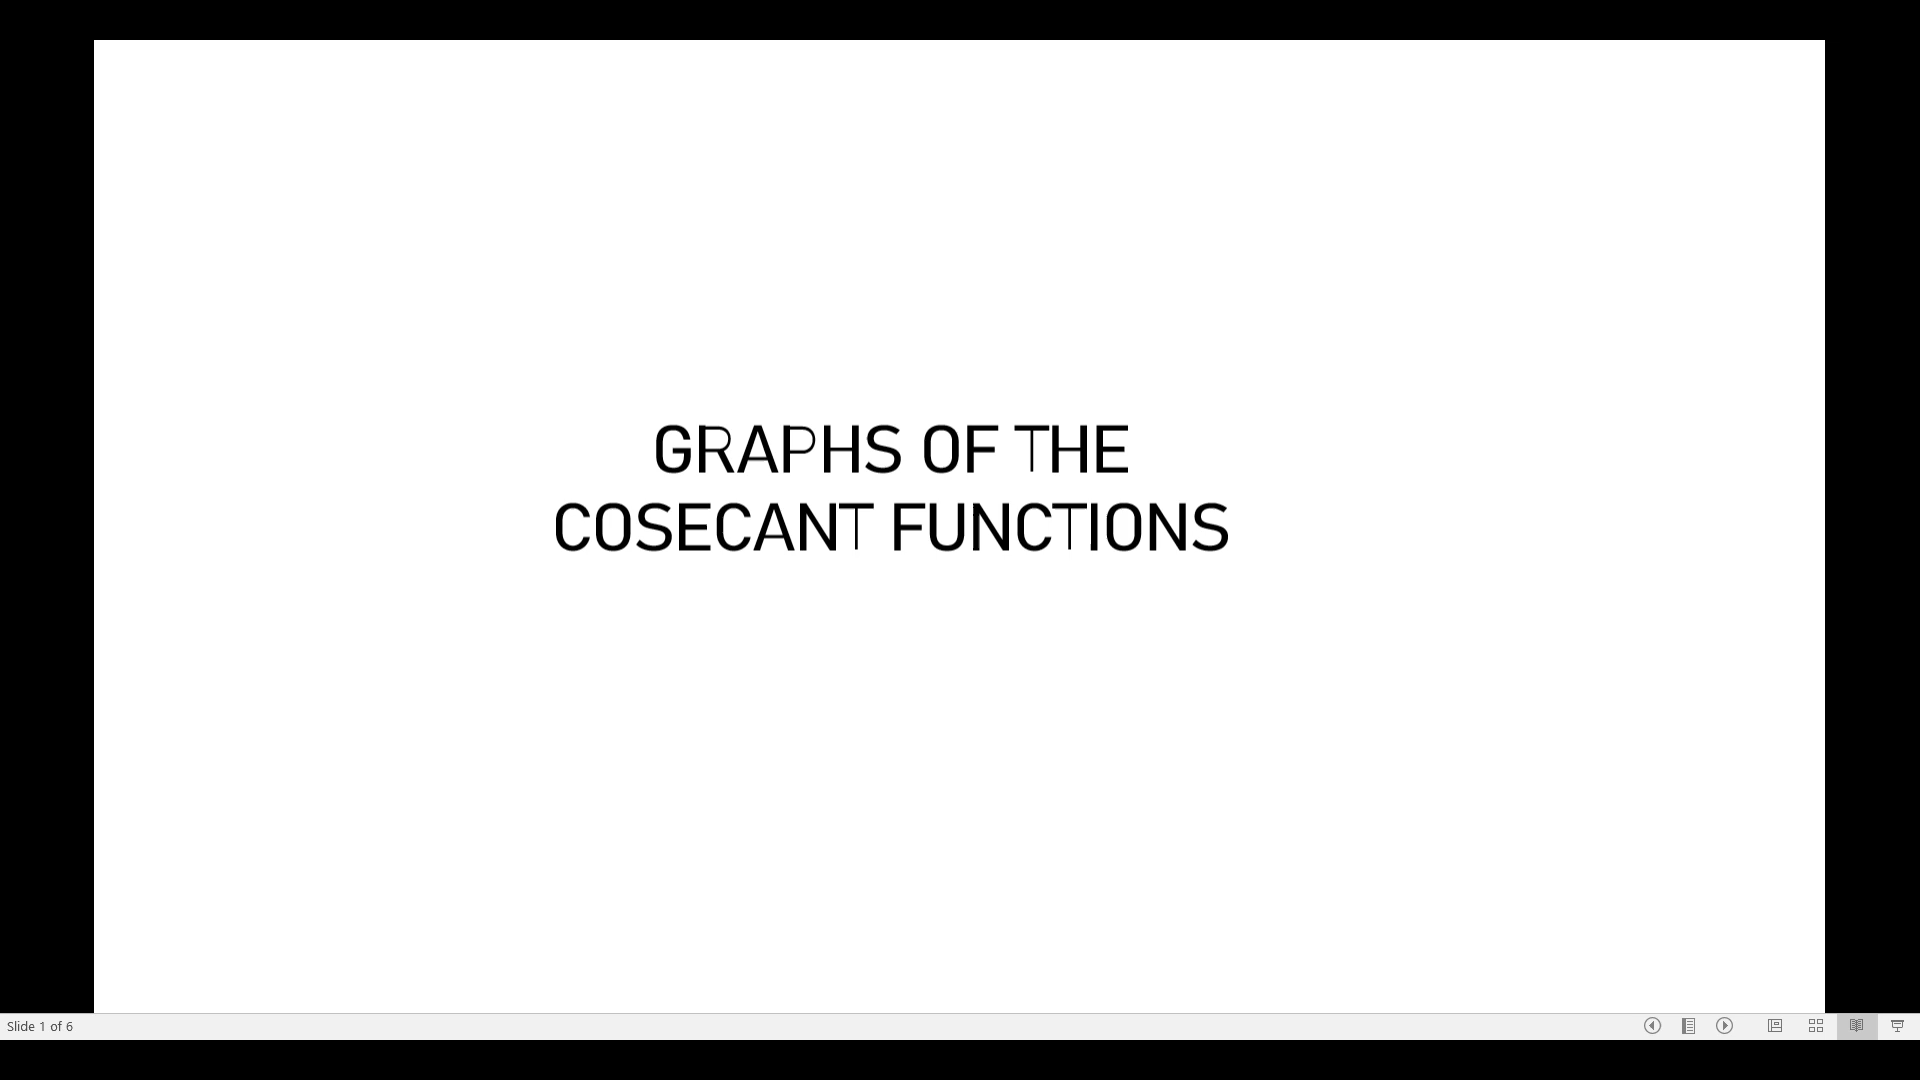 GRAPHS OF THE
COSECANT FUNCTIONS
Slide 1 of 6